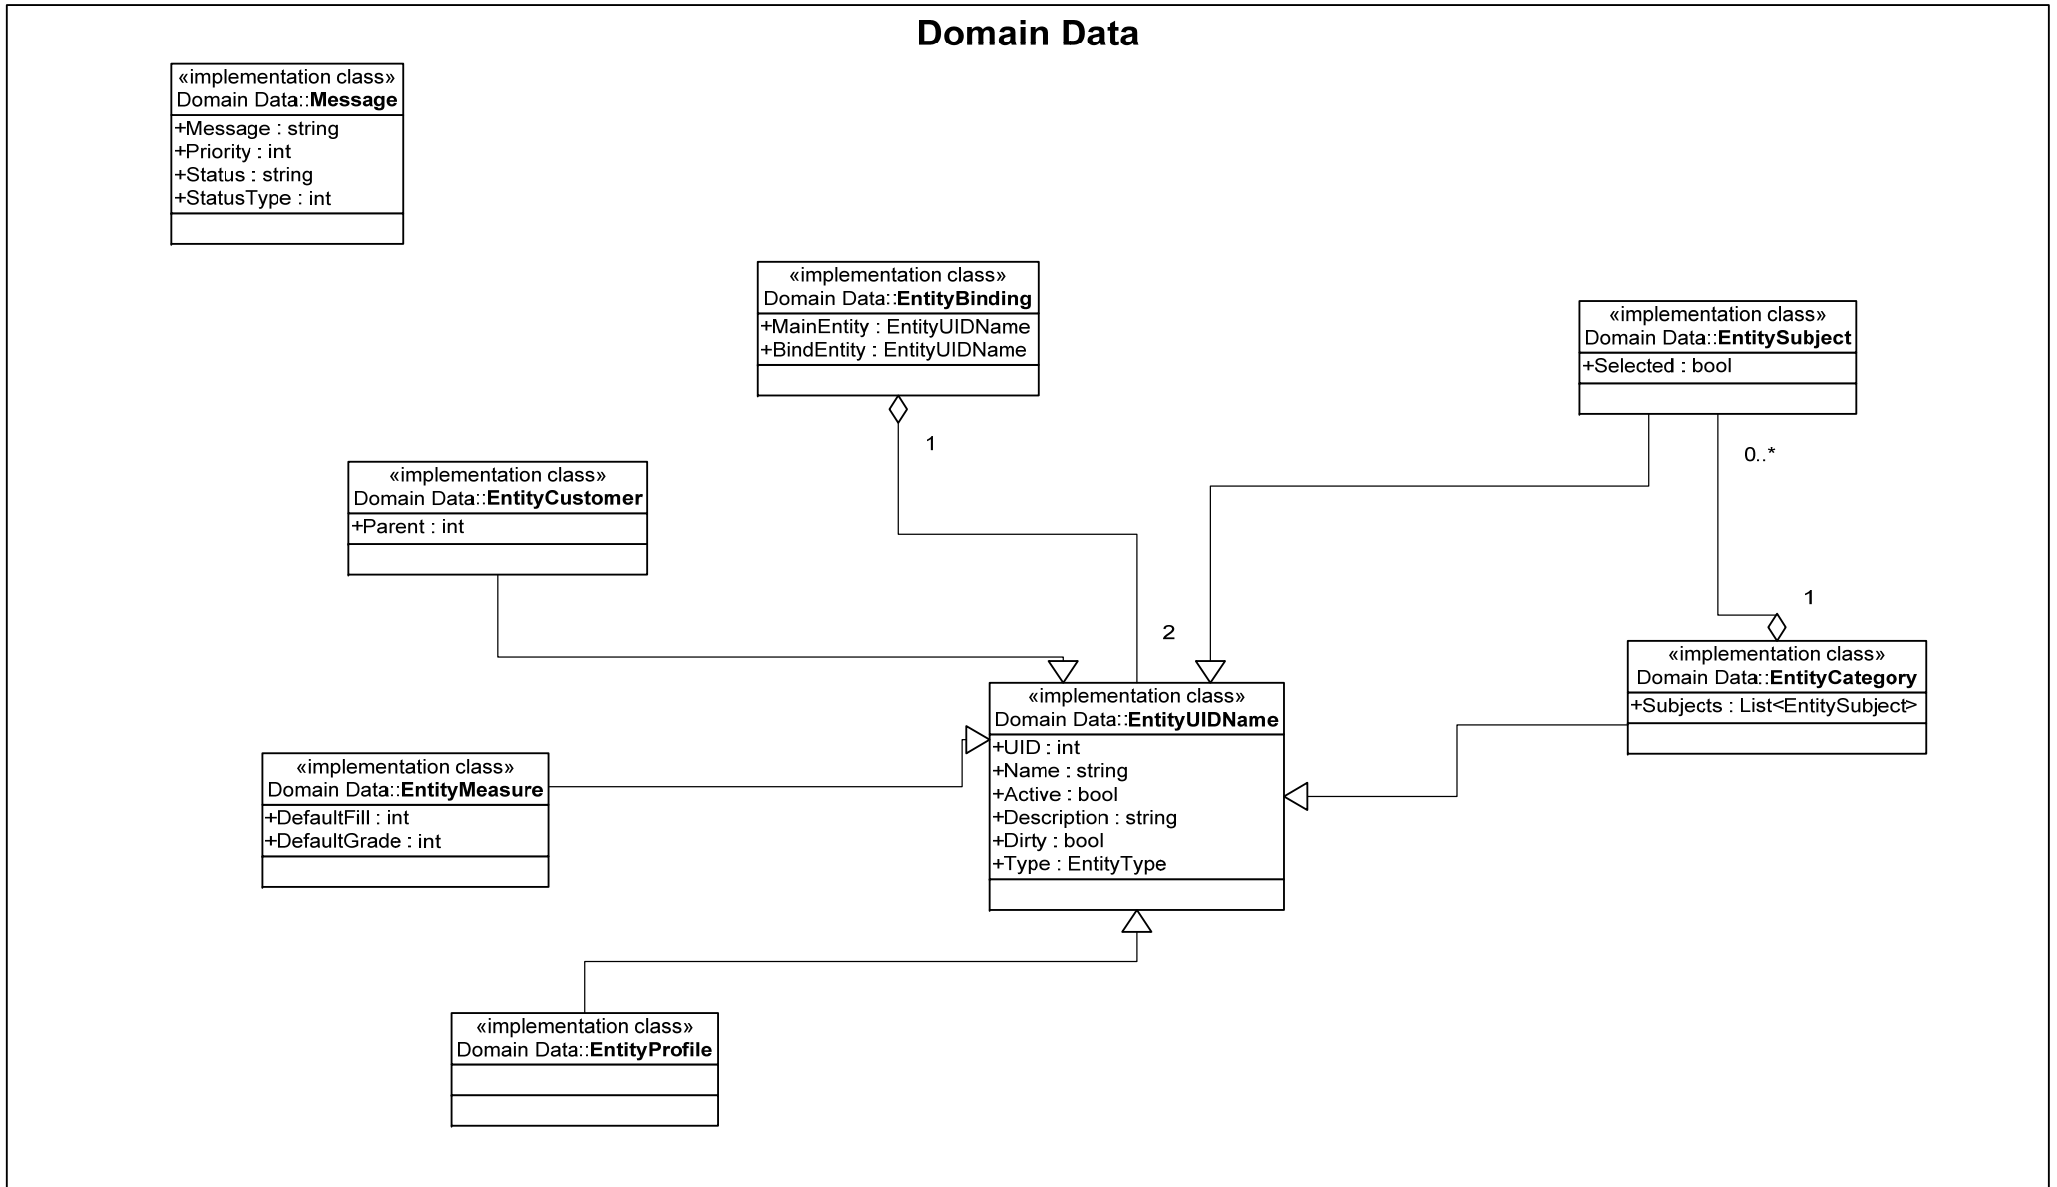 Domain Data
«implementation class»
Domain Data::Message
+Message : string
+Priority : int
+Status : string
+StatusType : int
«implementation class»
Domain Data::EntityBinding
+MainEntity : EntityUIDName
+BindEntity : EntityUIDName
1
«implementation class»
Domain Data::EntitySubject
+Selected : bool
0..*
«implementation class»
Domain Data::EntityCustomer
+Parent : int
2
1
«implementation class»
Domain Data::EntityCategory
+Subjects : List<EntitySubject>
«implementation class»
Domain Data::EntityUIDName
+UID : int
+Name : string
+Active : bool
+Description : string
+Dirty : bool
+Type : EntityType
«implementation class»
Domain Data::EntityMeasure
+DefaultFill : int
+DefaultGrade : int
«implementation class»
Domain Data::EntityProfile